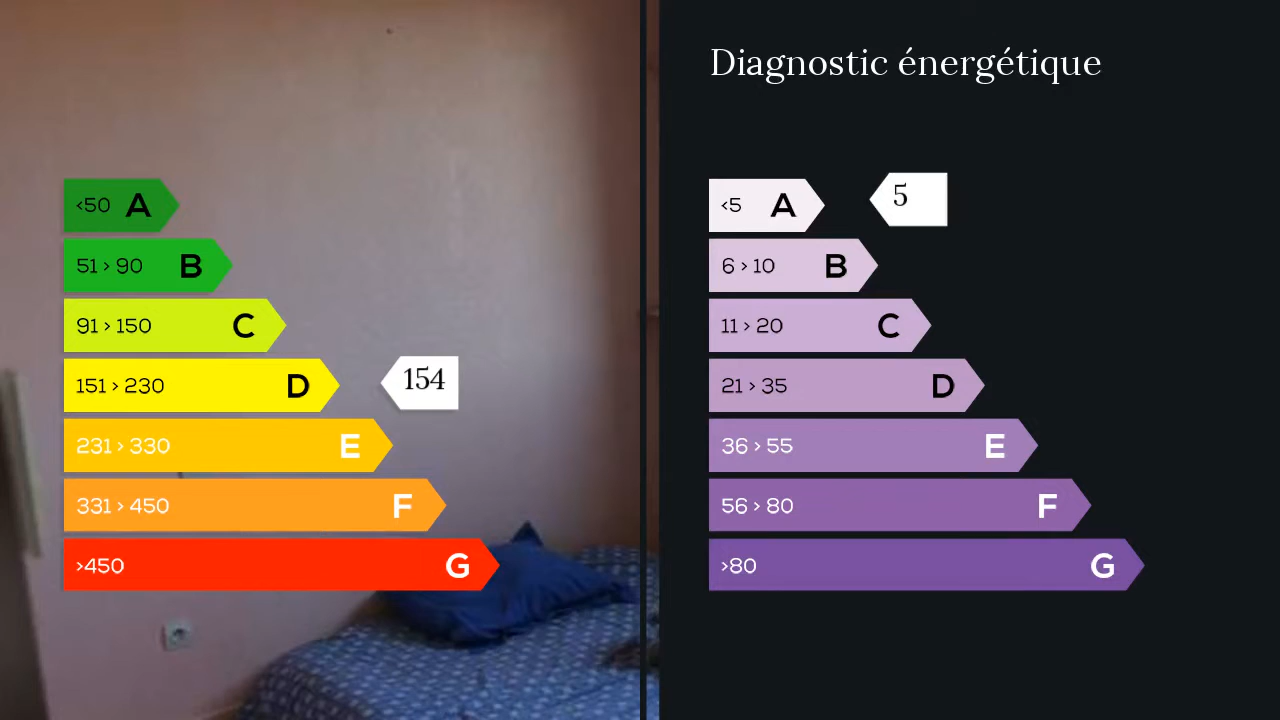 Diagnostic énergétique
<50 A
51 > 90 B
91 > 150 C
151 > 230 D
154
231 > 330 E
331 > 450 F
>450 G
<5 A
5
6 > 10 B
11 > 20 C
21 > 35 D
36 > 55 E
56 > 80 F
>80 G